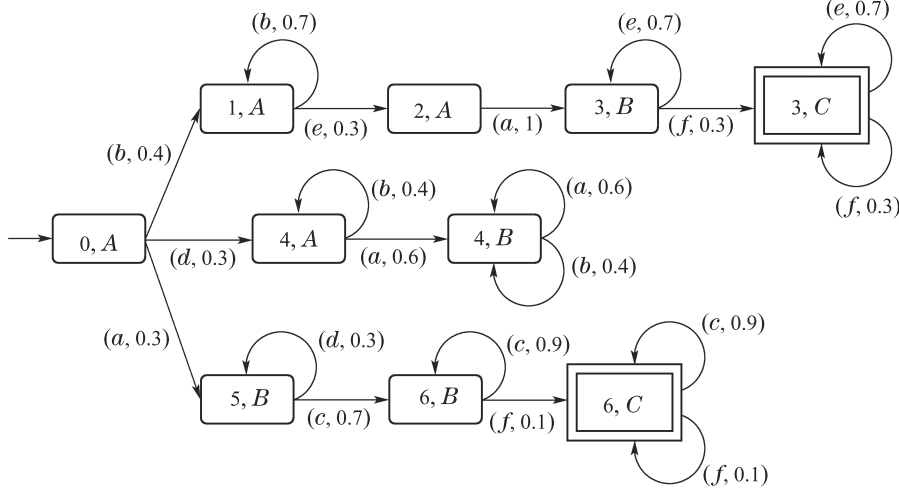 (b, 0.7)
(e, 0.7)
(e, 0.7)
1, A
2, A
3, B
3, C
(e, 0.3)
(a, 1)
(f, 0.3)
(b, 0.4)
(f, 0.3)
(b, 0.4)
(a, 0.6)
0, A
4, A
4, B
(d, 0.3)
(a, 0.6)
(b, 0.4)
(a, 0.3)
(d, 0.3)
(c, 0.9)
(c, 0.9)
5, B
6, B
6, C
(c, 0.7)
(f, 0.1)
(f, 0.1)